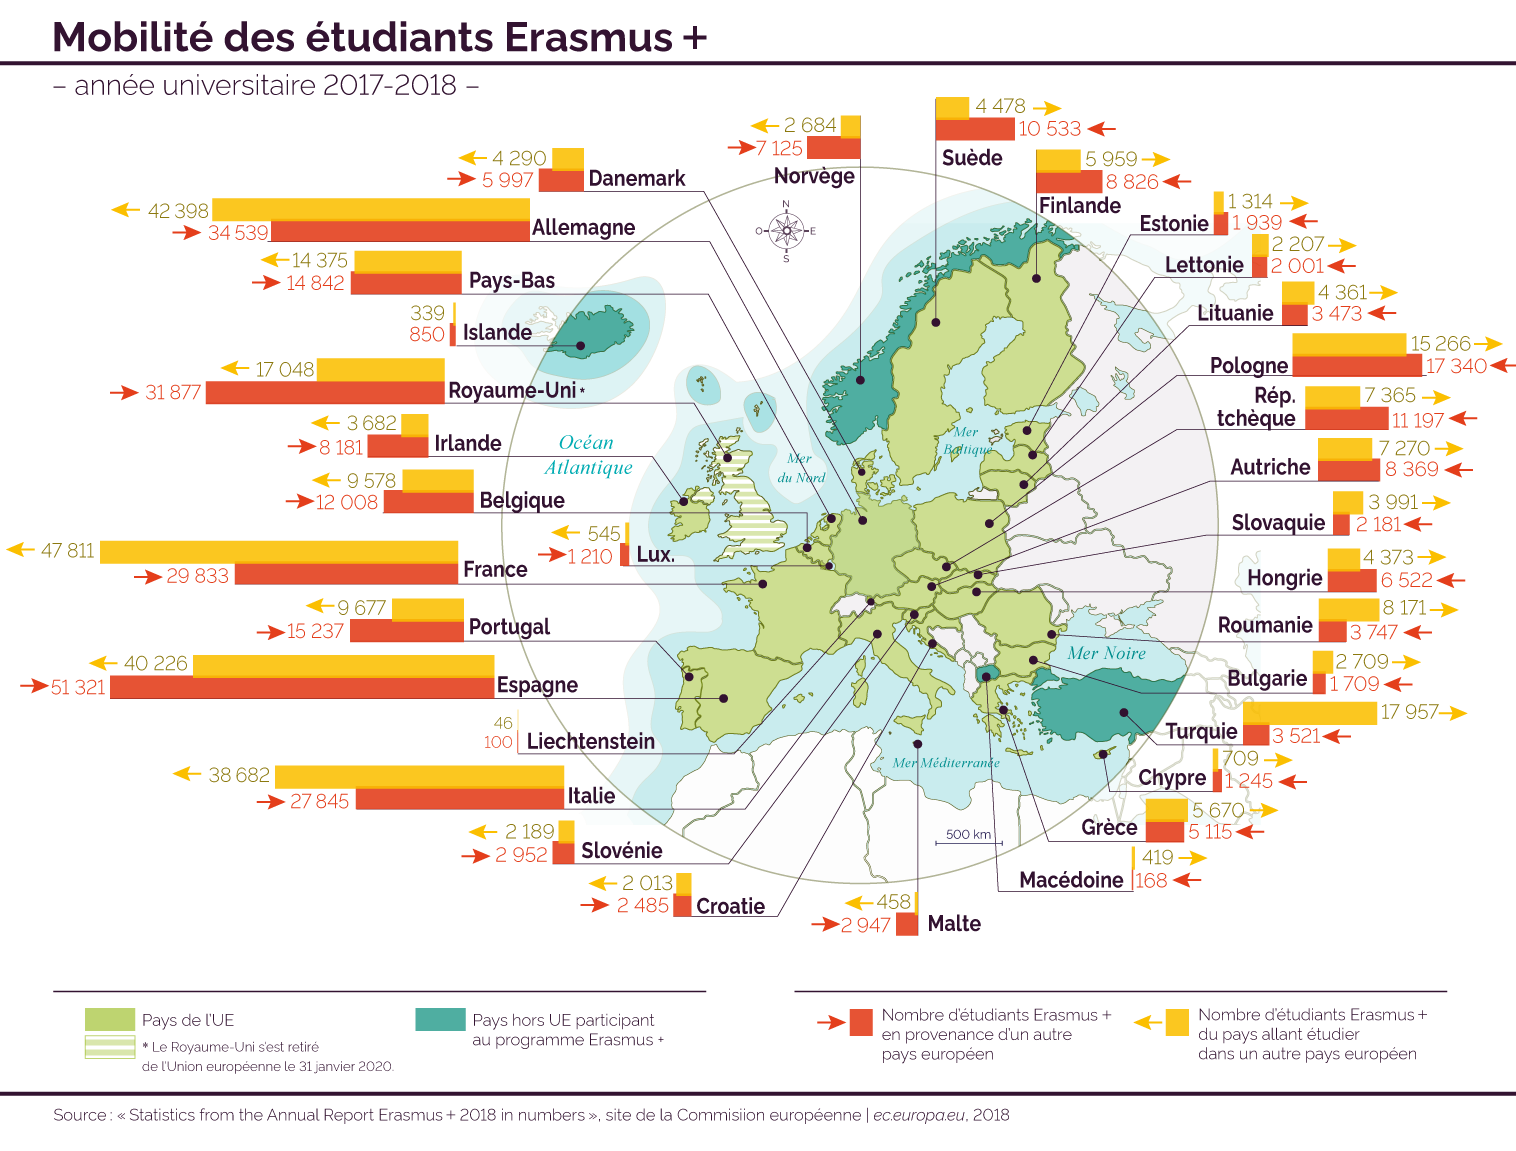 Mobilité des étudiants Erasmus +
– année universitaire 2017-2018 –
2 684
7 125
Norvège
4 478
10 533
Suède
4 290
5 997
Danemark
5 959
8 826
Finlande
42 398
34 539
Allemagne
1 314
1 939
Estonie
N
O
E
S
14 375
14 842
Pays-Bas
2 207
2 001
Lettonie
339
850
Islande
4 361
3 473
Lituanie
17 048
31 877
Royaume-Uni *
15 266
17 340
Pologne
3 682
8 181
Irlande
7 365
11 197
Rép.
tchèque
Océan
Atlantique
Mer
du Nord
Mer
Baltique
9 578
12 008
Belgique
7 270
8 369
Autriche
545
1 210
Lux.
3 991
2 181
Slovaquie
47 811
29 833
France
4 373
6 522
Hongrie
9 677
15 237
Portugal
8 171
3 747
Roumanie
Mer Noire
40 226
51 321
Espagne
2 709
1 709
Bulgarie
46
100
Liechtenstein
17 957
3 521
Turquie
Mer Méditerranée
38 682
27 845
Italie
709
1 245
Chypre
2 189
2 952
Slovénie
500 km
5 670
5 115
Grèce
2 013
2 485
Croatie
419
168
Macédoine
458
2 947
Malte
Pays de l'UE
* Le Royaume-Uni s'est retiré
de l'Union européenne le 31 janvier 2020.
Pays hors UE participant
au programme Erasmus +
Nombre d'étudiants Erasmus +
en provenance d'un autre
pays européen
Nombre d'étudiants Erasmus +
du pays allant étudier
dans un autre pays européen
Source : « Statistics from the Annual Report Erasmus + 2018 in numbers », site de la Commisiion européenne | ec.europa.eu, 2018